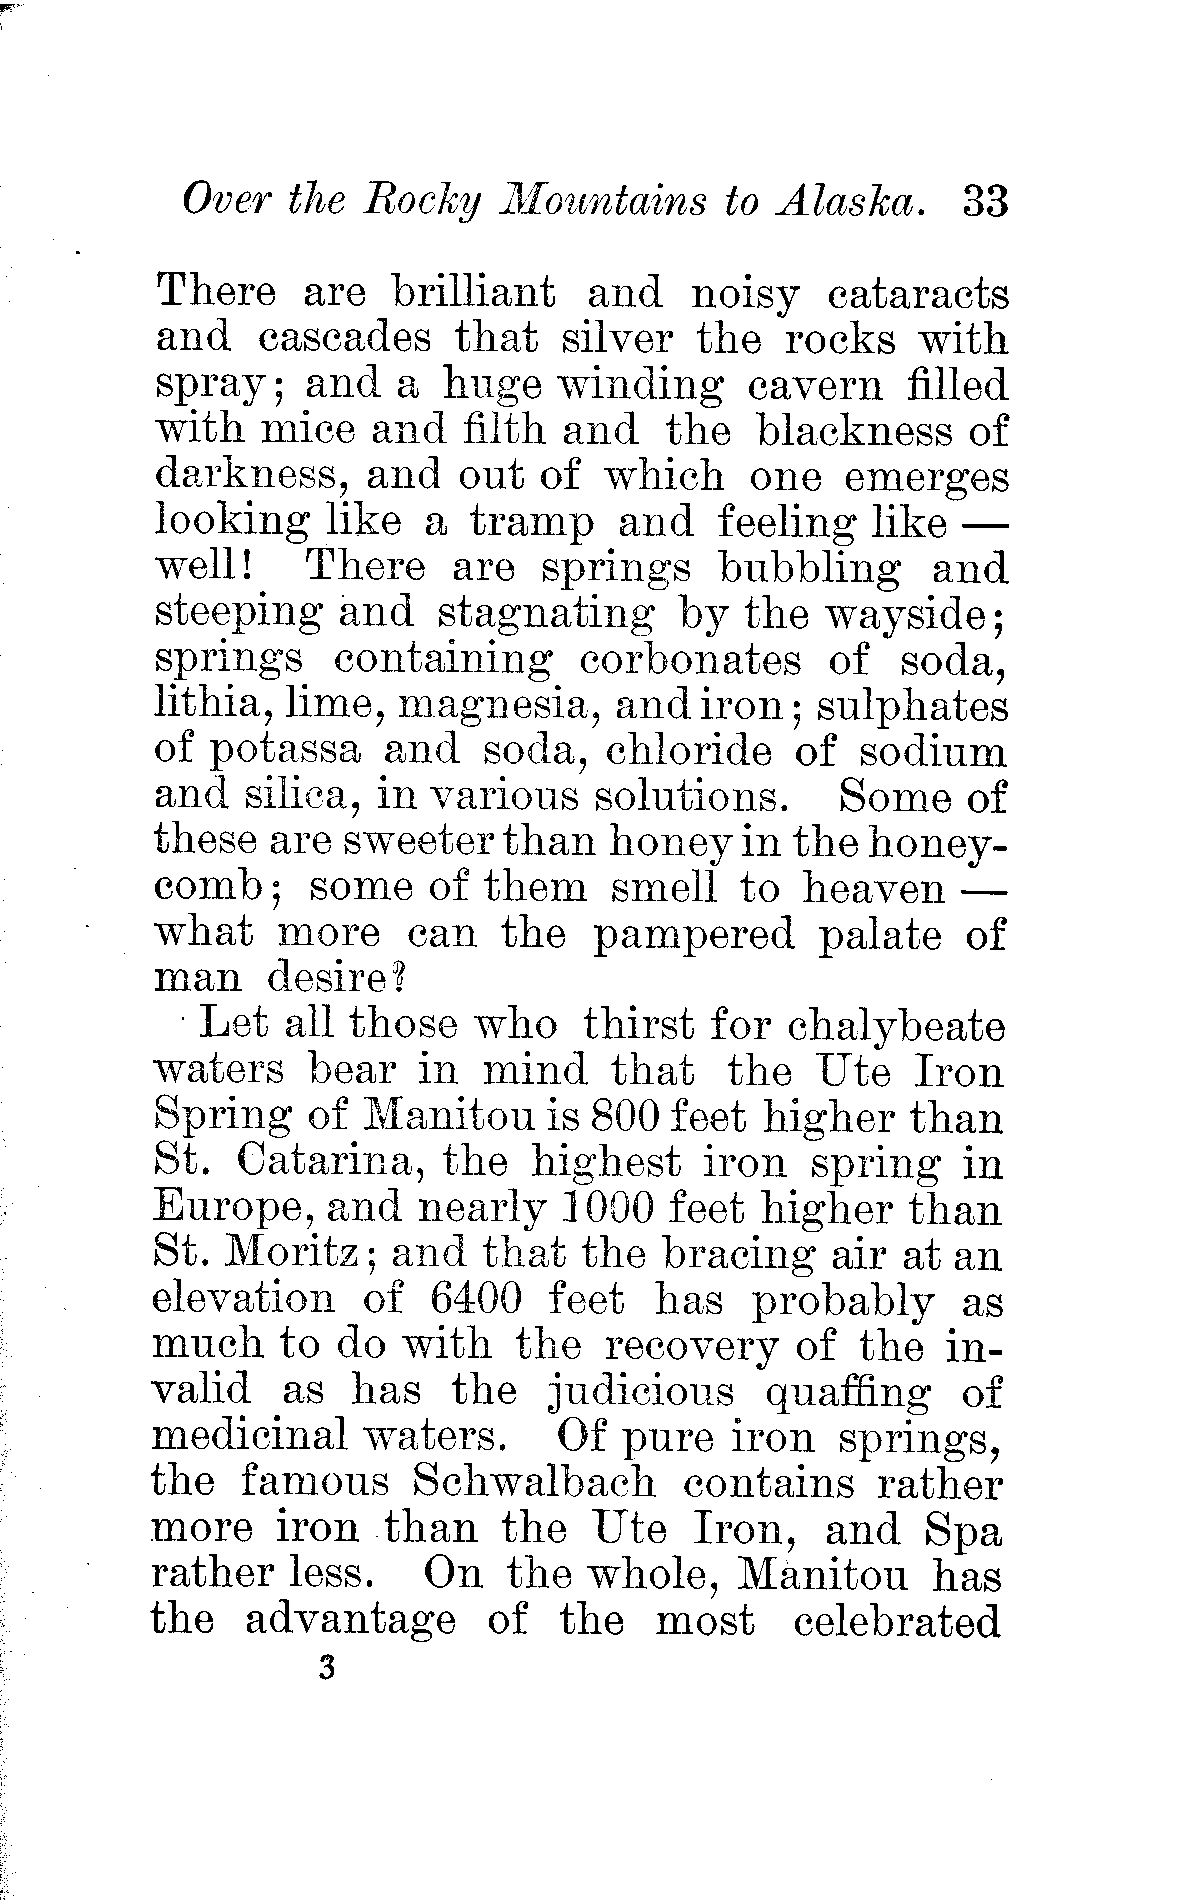 Over the Rocky Mountains to Alaska. 33
There are brilliant and noisy cataracts
and cascades that silver the rocks with
spray; and a huge winding cavern filled
with mice and filth and the blackness of
darkness, and out of which one emerges
looking like a tramp and feeling like —
well! There are springs bubbling and
steeping and stagnating by the wayside;
springs containing corbonates of soda,
lithia, lime, magnesia, and iron; sulphates
of potassa and soda, chloride of sodium
and silica, in various solutions. Some of
these are sweeter than honey in the honey-
comb; some of them smell to heaven —
what more can the pampered palate of
man desire?
Let all those who thirst for chalybeate
waters bear in mind that the Ute Iron
Spring of Manitou is 800 feet higher than
St. Catarina, the highest iron spring in
Europe, and nearly 1000 feet higher than
St. Moritz; and that the bracing air at an
elevation of 6400 feet has probably as
much to do with the recovery of the in-
valid as has the judicious quaffing of
medicinal waters. Of pure iron springs,
the famous Schwalbach contains rather
more iron than the Ute Iron, and Spa
rather less. On the whole, Manitou has
the advantage of the most celebrated
3